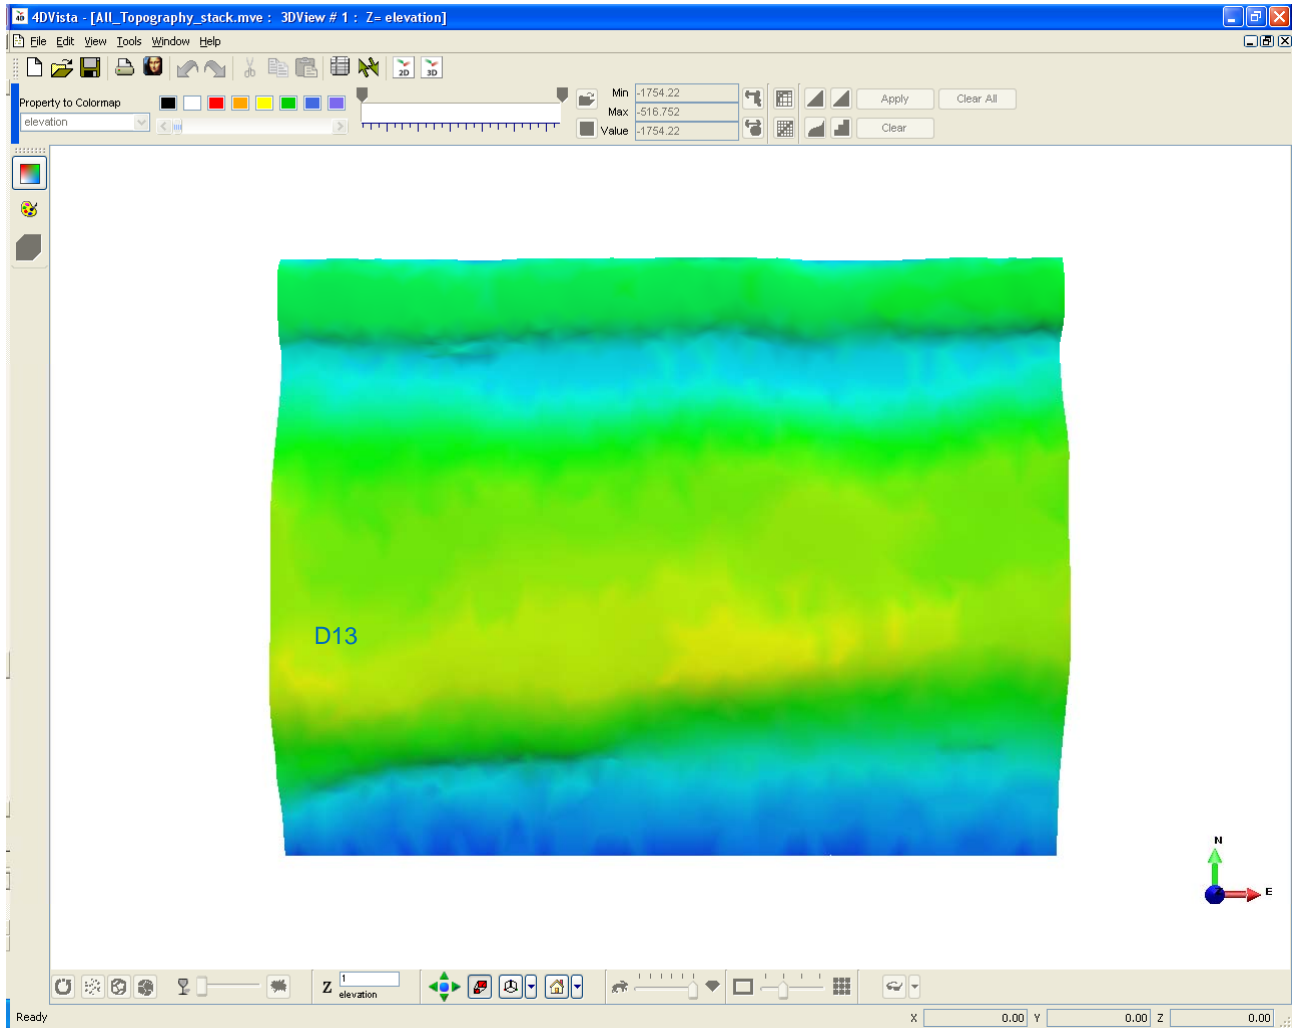 4DVista - [All_Topography_stack.mve : 3DView # 1 : Z= elevation]
File Edit View Tools Window Help
2D 3D
Property to Colormap
elevation
Min -1754.22
Max -516.752
Value -1754.22
Apply Clear All
Clear
D13
N
E
Z 1
elevation
Ready
X 0.00 Y 0.00 Z 0.00